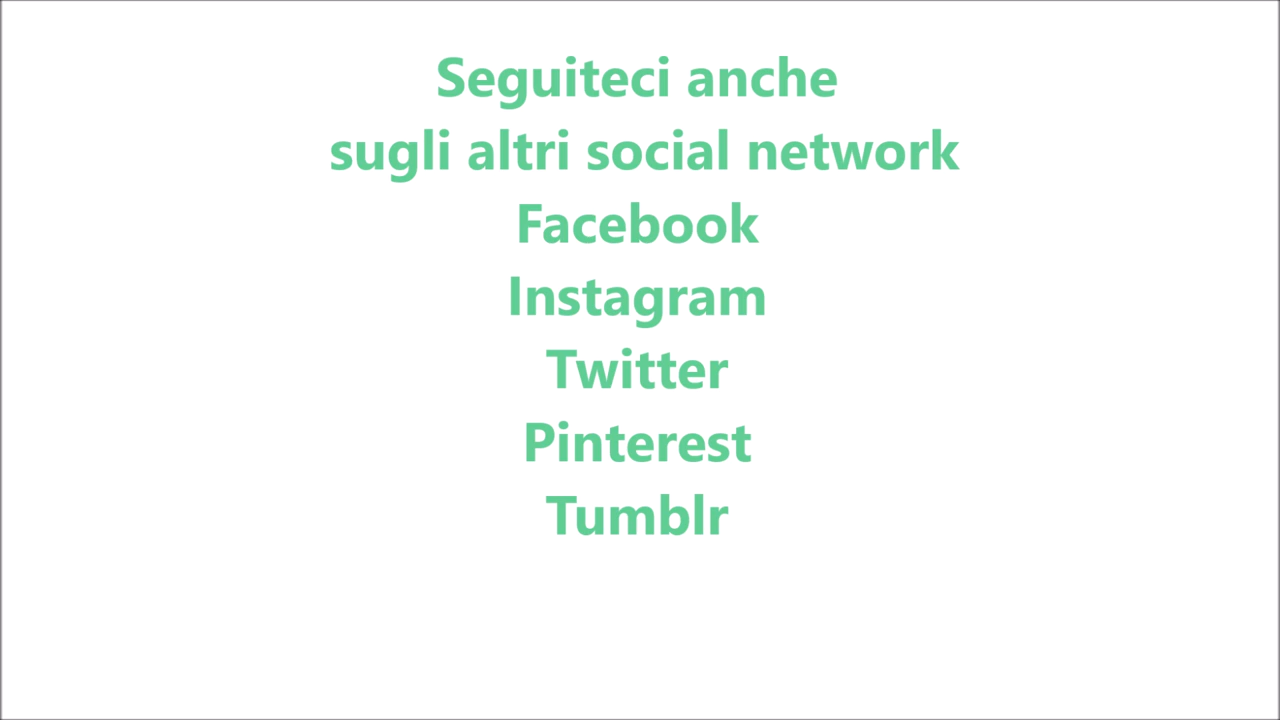 Seguiteci anche
sugli altri social network
Facebook
Instagram
Twitter
Pinterest
Tumblr